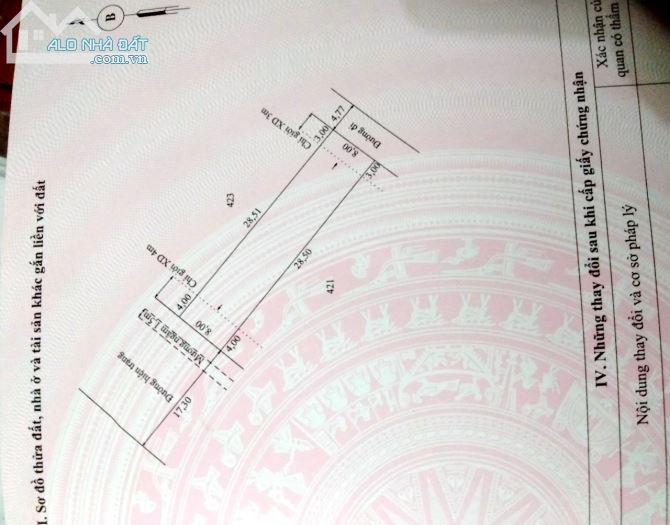 ALO NHÀ ĐẤT
.com.vn
B
I. Sơ đồ thửa đất, nhà ở và tài sản khác gắn liền với đất
Đường đi
4,77
3,00
Chỉ giới XD 3m
8,00
3,00
423
28,51
28,50
421
Chỉ giới XD 4m
4,00
8,00
4,00
Mương ngầm 1,5m
Đường hiện trạng
17,30
IV. Những thay đổi sau khi cấp giấy chứng nhận
Nội dung thay đổi và cơ sở pháp lý
Xác nhận củ
quan có thẩm